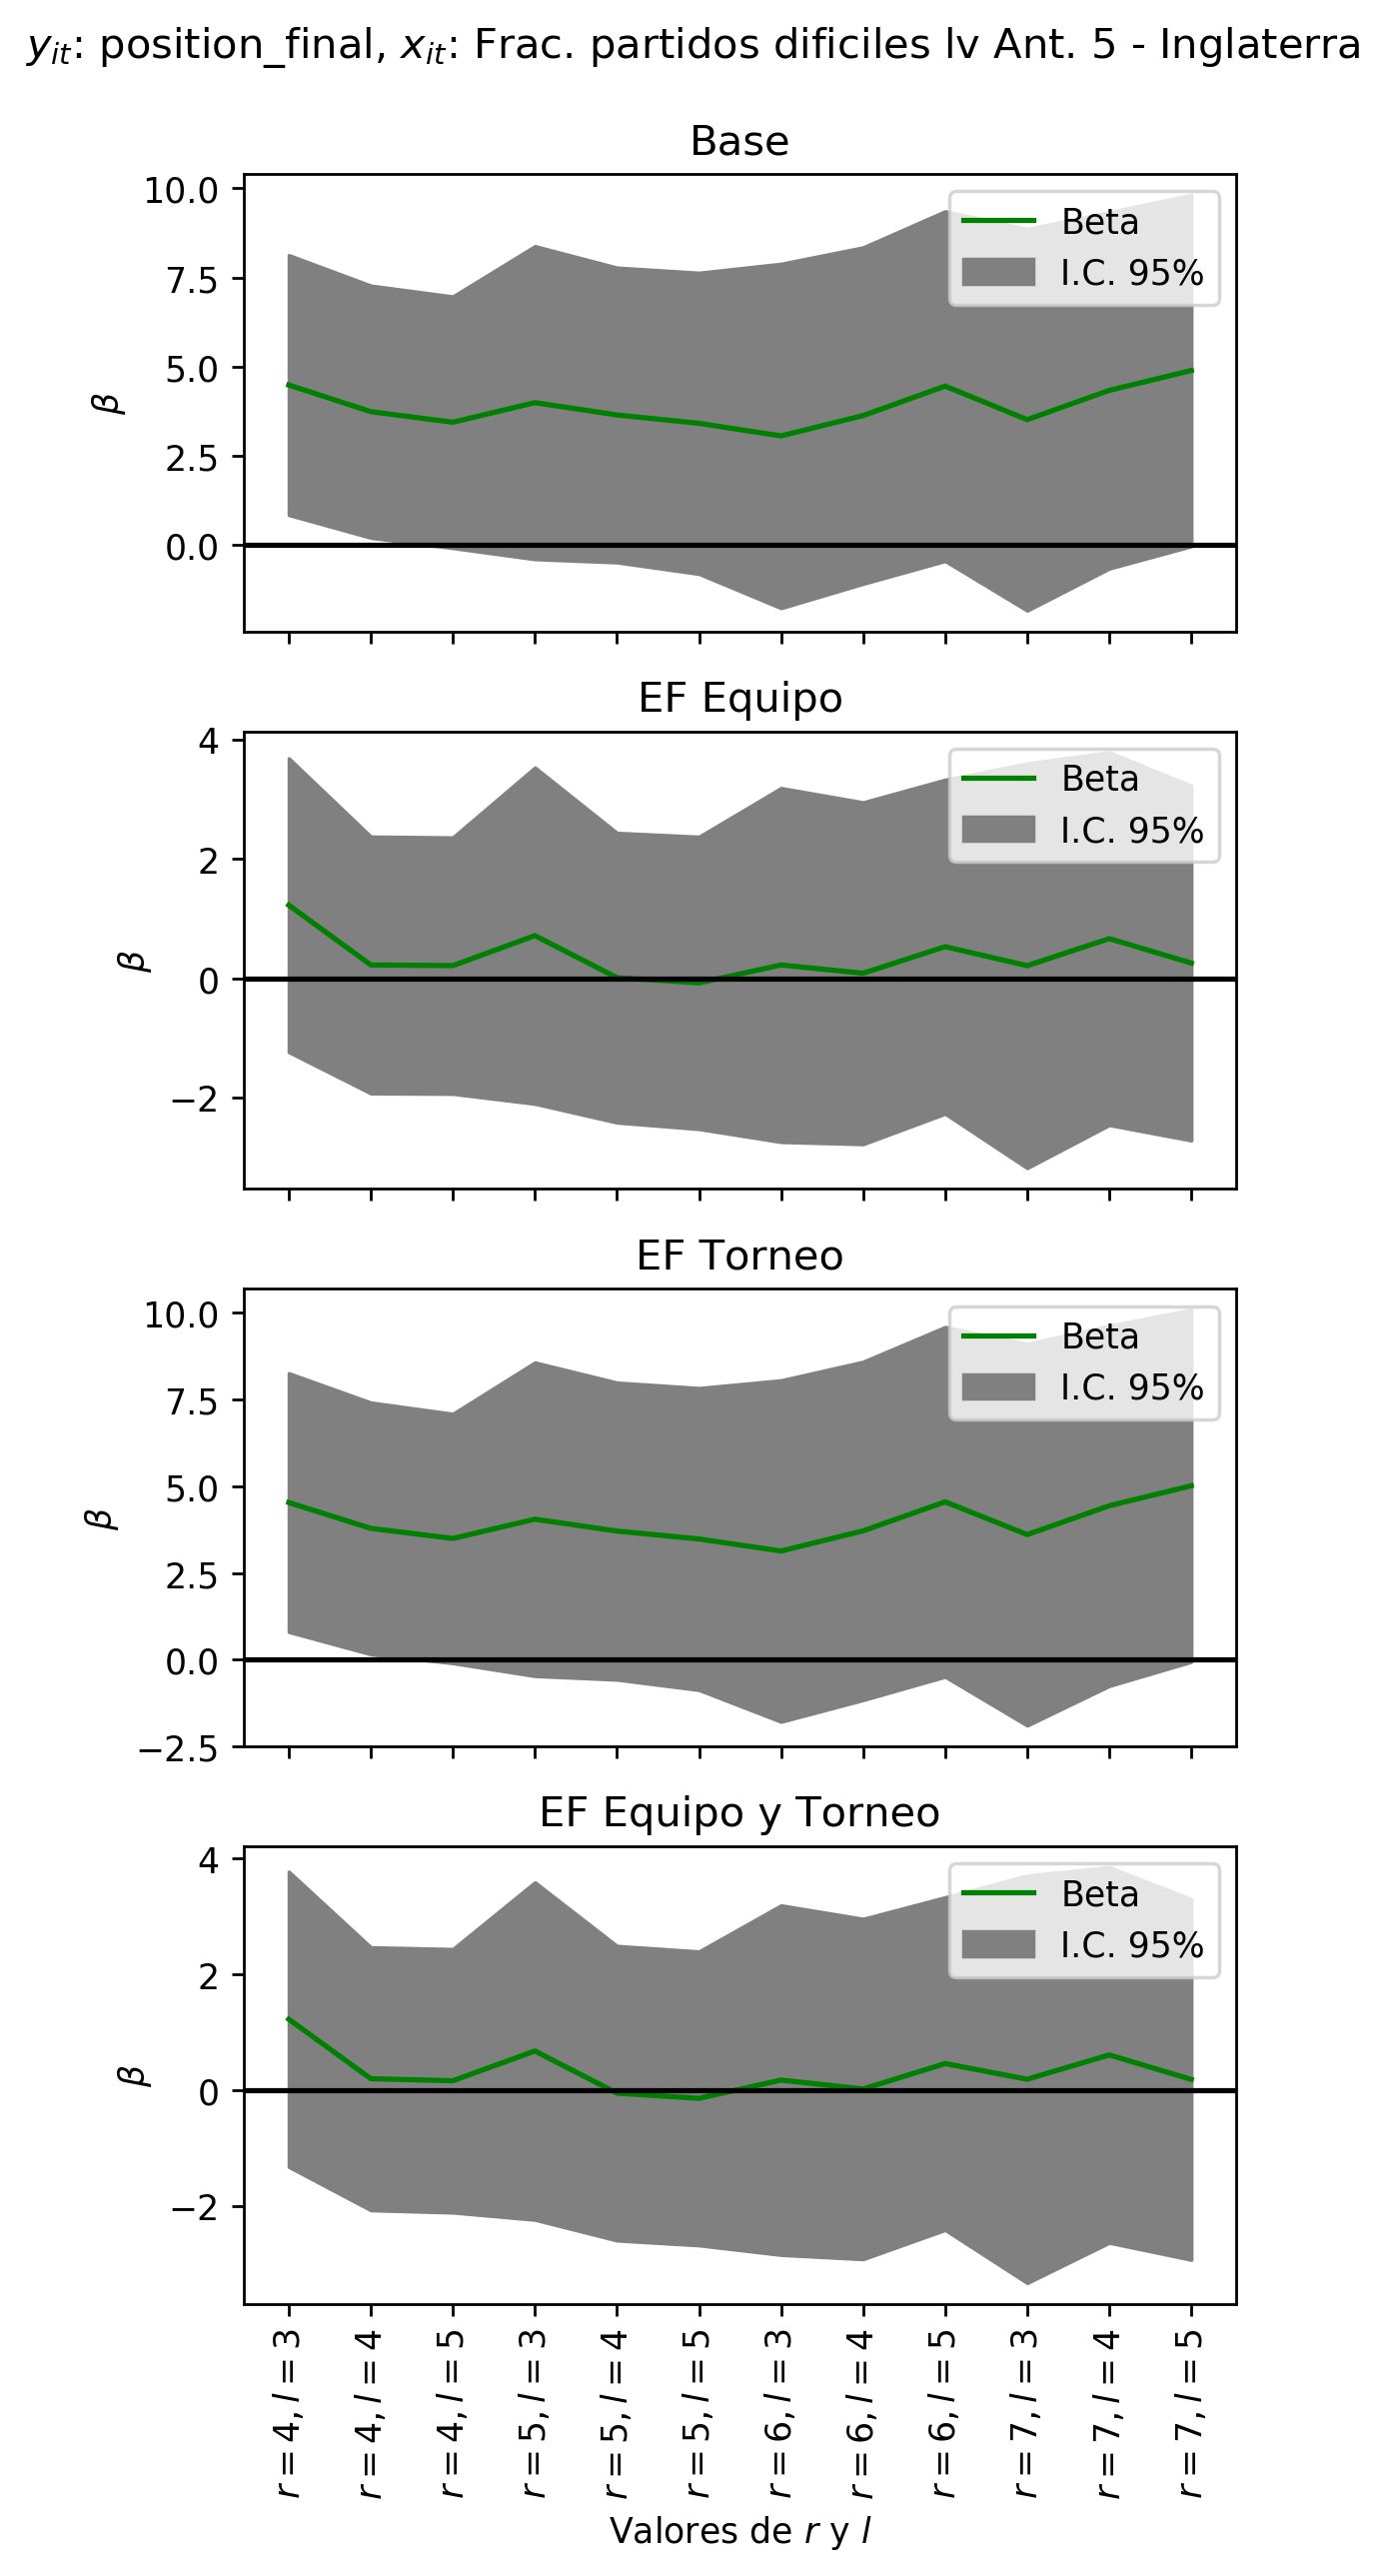 y_it: position_final, x_it: Frac. partidos dificiles lv Ant. 5 - Inglaterra
Base
10.0
7.5
5.0
2.5
0.0
β
Beta
I.C. 95%
EF Equipo
4
2
0
−2
β
Beta
I.C. 95%
EF Torneo
10.0
7.5
5.0
2.5
0.0
−2.5
β
Beta
I.C. 95%
EF Equipo y Torneo
4
2
0
−2
β
Beta
I.C. 95%
r = 4, l = 3
r = 4, l = 4
r = 4, l = 5
r = 5, l = 3
r = 5, l = 4
r = 5, l = 5
r = 6, l = 3
r = 6, l = 4
r = 6, l = 5
r = 7, l = 3
r = 7, l = 4
r = 7, l = 5
Valores de r y l